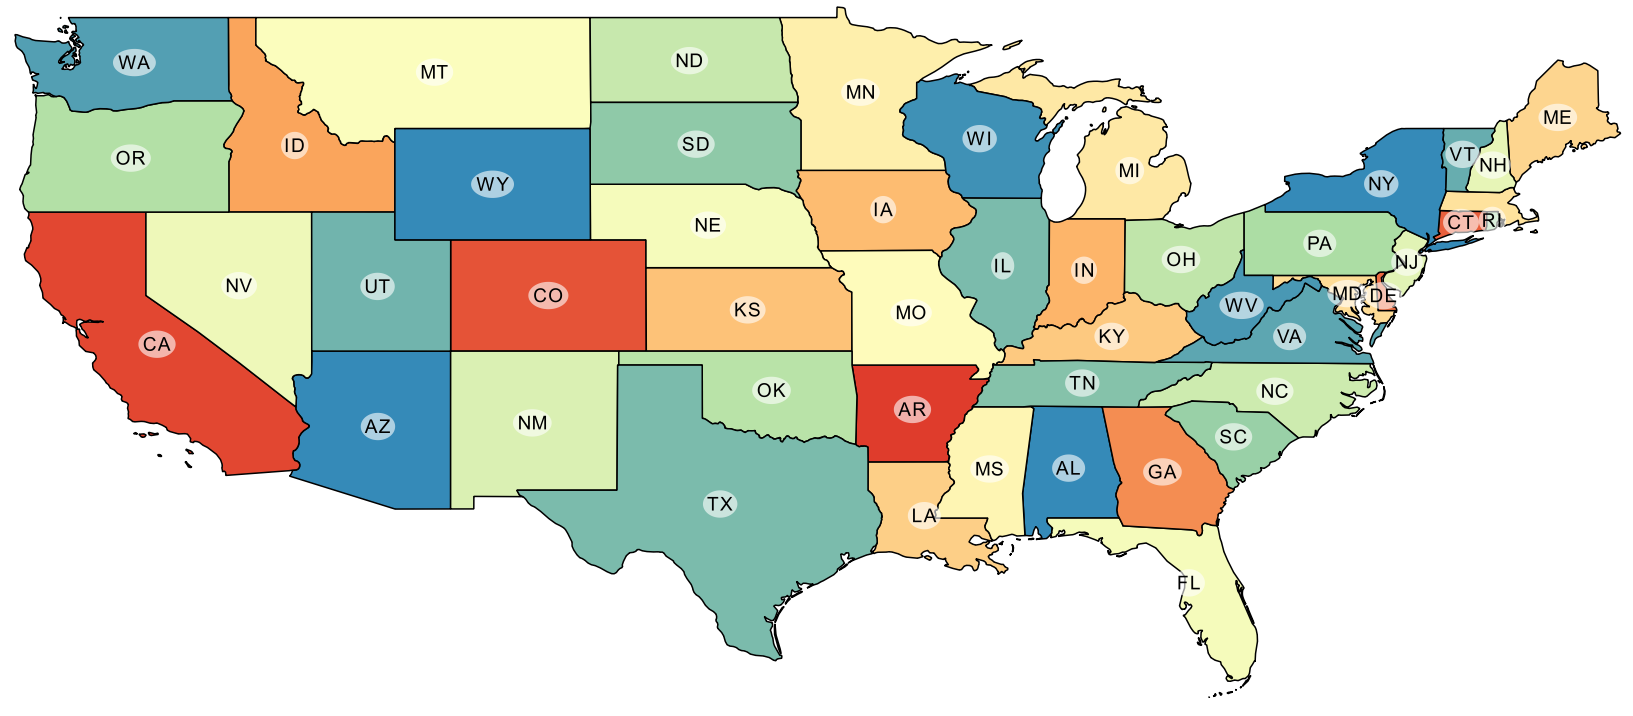 WA
MT
ND
MN
ME
OR
ID
SD
WI
VT
NH
MI
WY
NY
IA
NE
CT
RI
NV
UT
CO
KS
MO
IL
IN
OH
PA
NJ
WV
MD
DE
CA
KY
VA
AZ
NM
OK
AR
TN
NC
SC
TX
LA
MS
AL
GA
FL